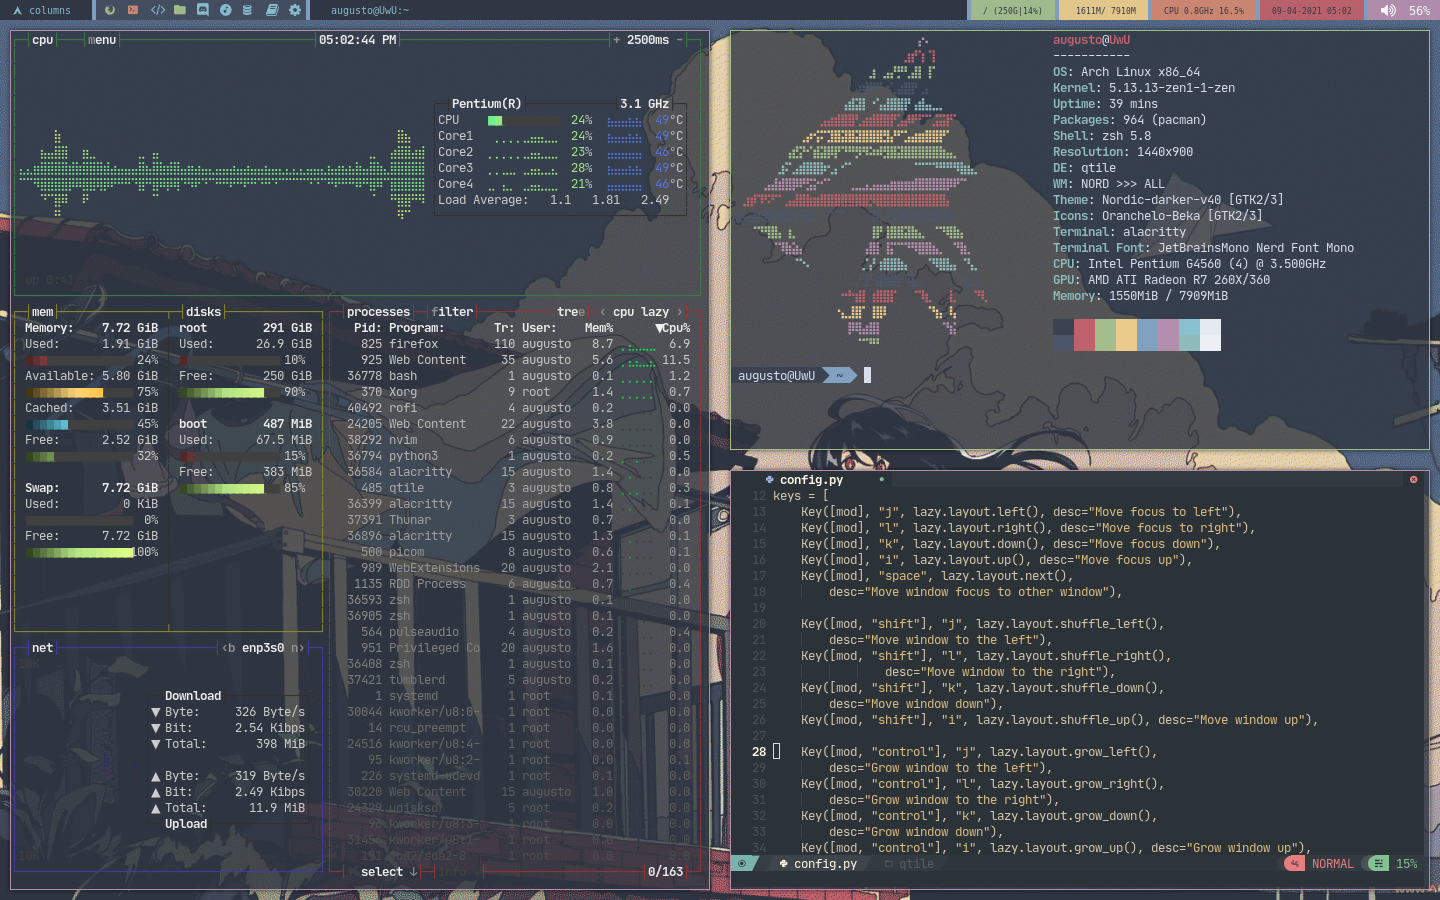 columns
augusto@UwU:~
/ (250G|14%)
1611M/ 7910M
CPU 0.8GHz 16.5%
09-04-2021 05:02
56%
cpu menu 05:02:44 PM + 2500ms -
Pentium(R) 3.1 GHz
CPU 24% 49°C
Core1 24% 49°C
Core2 23% 46°C
Core3 28% 49°C
Core4 21% 46°C
Load Average: 1.1 1.81 2.49
up 0:41
mem
Memory: 7.72 GiB
Used: 1.91 GiB
24%
Available: 5.80 GiB
75%
Cached: 3.51 GiB
45%
Free: 2.52 GiB
32%
Swap: 7.72 GiB
Used: 0 KiB
0%
Free: 7.72 GiB
100%
disks
root 291 GiB
Used: 26.9 GiB
10%
Free: 250 GiB
90%
boot 487 MiB
Used: 67.5 MiB
15%
Free: 383 MiB
85%
net ‹b enp3s0 n›
10K
Download
▼ Byte: 326 Byte/s
▼ Bit: 2.54 Kibps
▼ Total: 398 MiB
▲ Byte: 319 Byte/s
▲ Bit: 2.49 Kibps
▲ Total: 11.9 MiB
Upload
10K
processes filter tree ‹ cpu lazy ›
Pid: Program: Tr: User: Mem% ▼Cpu%
825 firefox 110 augusto 8.7 6.9
925 Web Content 35 augusto 5.6 11.5
36778 bash 1 augusto 0.1 1.2
370 Xorg 9 root 1.4 0.7
40492 rofi 4 augusto 0.2 0.0
24205 Web Content 22 augusto 3.8 0.0
38292 nvim 6 augusto 0.9 0.0
36794 python3 1 augusto 0.2 0.5
36584 alacritty 15 augusto 1.4 0.0
485 qtile 3 augusto 0.8 0.3
36399 alacritty 15 augusto 1.4 0.1
37391 Thunar 3 augusto 0.7 0.0
36896 alacritty 15 augusto 1.3 0.1
500 picom 8 augusto 0.6 0.1
989 WebExtensions 20 augusto 2.1 0.0
1135 RDD Process 6 augusto 0.7 0.4
36593 zsh 1 augusto 0.1 0.0
36905 zsh 1 augusto 0.1 0.0
564 pulseaudio 4 augusto 0.2 0.4
951 Privileged Co 20 augusto 1.6 0.0
36408 zsh 1 augusto 0.1 0.0
37421 tumblerd 5 augusto 0.2 0.0
1 systemd 1 root 0.1 0.0
30044 kworker/u8:0- 1 root 0.0 0.0
14 rcu_preempt 1 root 0.0 0.0
24516 kworker/u8:4- 1 root 0.0 0.0
95 kworker/u8:2- 1 root 0.0 0.1
226 systemd-udevd 1 root 0.1 0.0
30220 Web Content 15 augusto 1.0 0.0
24329 udisksd 5 root 0.2 0.0
kworker/u8:3- 1 root 0.0 0.0
kworker/u8:1- 1 root 0.0 0.0
1 root 0.0 0.0
select ↓ info 0/163
augusto@UwU
-----------
OS: Arch Linux x86_64
Kernel: 5.13.13-zen1-1-zen
Uptime: 39 mins
Packages: 964 (pacman)
Shell: zsh 5.8
Resolution: 1440x900
DE: qtile
WM: NORD >>> ALL
Theme: Nordic-darker-v40 [GTK2/3]
Icons: Oranchelo-Beka [GTK2/3]
Terminal: alacritty
Terminal Font: JetBrainsMono Nerd Font Mono
CPU: Intel Pentium G4560 (4) @ 3.500GHz
GPU: AMD ATI Radeon R7 260X/360
Memory: 1550MiB / 7909MiB
augusto@UwU ~
config.py
12 keys = [
13 Key([mod], "j", lazy.layout.left(), desc="Move focus to left"),
14 Key([mod], "l", lazy.layout.right(), desc="Move focus to right"),
15 Key([mod], "k", lazy.layout.down(), desc="Move focus down"),
16 Key([mod], "i", lazy.layout.up(), desc="Move focus up"),
17 Key([mod], "space", lazy.layout.next(),
18 desc="Move window focus to other window"),
19
20 Key([mod, "shift"], "j", lazy.layout.shuffle_left(),
21 desc="Move window to the left"),
22 Key([mod, "shift"], "l", lazy.layout.shuffle_right(),
23 desc="Move window to the right"),
24 Key([mod, "shift"], "k", lazy.layout.shuffle_down(),
25 desc="Move window down"),
26 Key([mod, "shift"], "i", lazy.layout.shuffle_up(), desc="Move window up"),
27
28 Key([mod, "control"], "j", lazy.layout.grow_left(),
29 desc="Grow window to the left"),
30 Key([mod, "control"], "l", lazy.layout.grow_right(),
31 desc="Grow window to the right"),
32 Key([mod, "control"], "k", lazy.layout.grow_down(),
33 desc="Grow window down"),
34 Key([mod, "control"], "i", lazy.layout.grow_up(), desc="Grow window up"),
config.py qtile NORMAL 15%